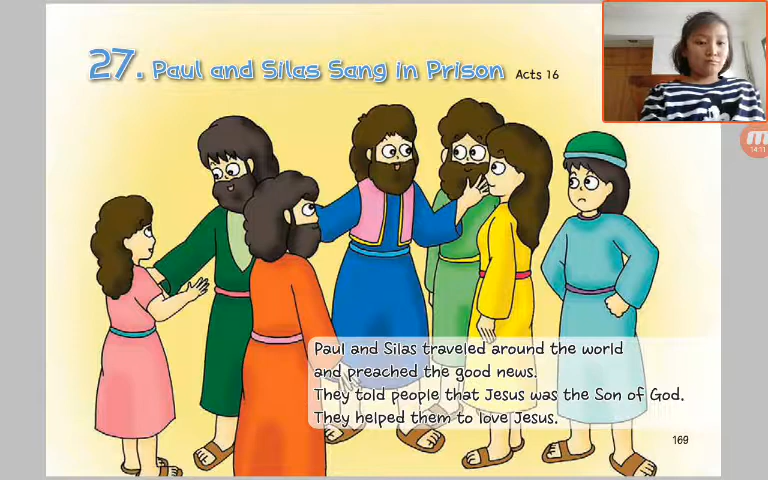 27. Paul and Silas Sang in Prison Acts 16
Paul and Silas traveled around the world
and preached the good news.
They told people that Jesus was the Son of God.
They helped them to love Jesus.
169
14:11